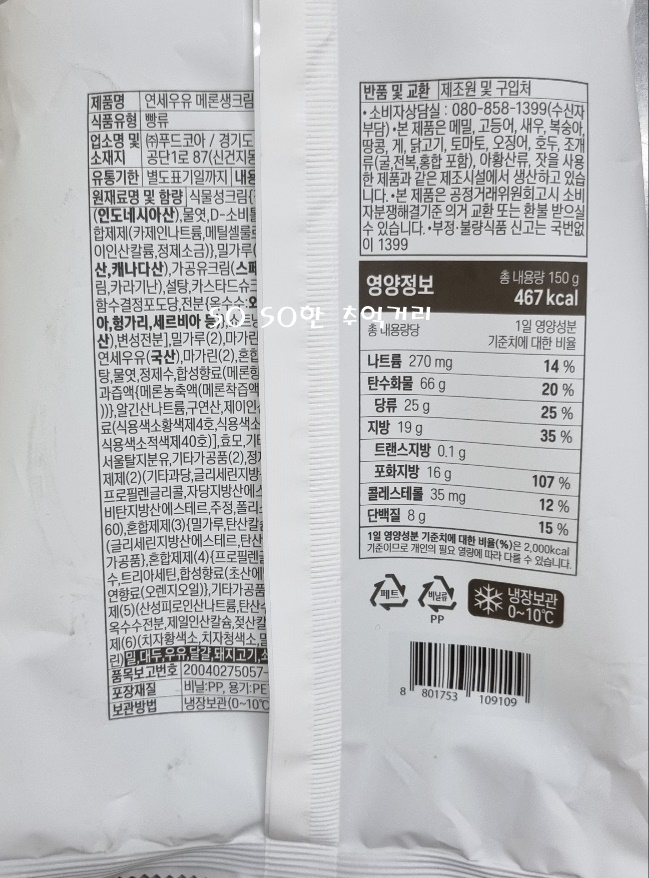 제품명 연세우유 메론생크림
식품유형 빵류
업소명 및 ㈜푸드코아 / 경기도
소재지 공단1로 87(신건지동
유통기한 별도표기일까지 내용
원재료명 및 함량 식물성크림{
(인도네시아산),물엿,D-소비톨
합제제(카제인나트륨,메틸셀룰로
이인산칼륨,정제소금)},밀가루(
산,캐나다산),가공유크림(스페
림,카라기난),설탕,카스타드슈크
함수결정포도당,전분{옥수수:외
아,헝가리,세르비아 등
산),변성전분],밀가루(2),마가린
연세우유(국산),마가린(2),혼합
탕,물엿,정제수,합성향료(메론향
과즙액{메론농축액(메론착즙액
)}),알긴산나트륨,구연산,제이인
료(식용색소황색제4호,식용색소
식용색소적색제40호)],효모,기타
서울탈지분유,기타가공품(2),정제
제제(2)(기타과당,글리세린지방
프로필렌글리콜,자당지방산에스
비탄지방산에스테르,주정,폴리소
60),혼합제제(3){밀가루,탄산칼슘
(글리세린지방산에스테르,탄산
가공품),혼합제제(4){프로필렌글
수,트리아세틴,합성향료(초산에
연향료(오렌지오일)},기타가공품
제(5)(산성피로인산나트륨,탄산수
옥수수전분,제일인산칼슘,젖산칼
제(6)(치자황색소,치자청색소,덱
린)밀,대두,우유,달걀,돼지고기,쇠
품목보고번호 20040275057-
포장재질 비닐:PP, 용기:PE
보관방법 냉장보관(0~10℃
반품 및 교환 제조원 및 구입처
•소비자상담실 : 080-858-1399(수신자
부담) •본 제품은 메밀, 고등어, 새우, 복숭아,
땅콩, 게, 닭고기, 토마토, 오징어, 호두, 조개
류(굴,전복,홍합 포함), 아황산류, 잣을 사용
한 제품과 같은 제조시설에서 생산하고 있습
니다. •본 제품은 공정거래위원회고시 소비
자분쟁해결기준 의거 교환 또는 환불 받으실
수 있습니다. •부정·불량식품 신고는 국번없
이 1399
영양정보 총 내용량 150 g
467 kcal
SO SO한 추억거리
총 내용량당 1일 영양성분
기준치에 대한 비율
나트륨 270 mg 14 %
탄수화물 66 g 20 %
당류 25 g 25 %
지방 19 g 35 %
트랜스지방 0.1 g
포화지방 16 g 107 %
콜레스테롤 35 mg 12 %
단백질 8 g 15 %
1일 영양성분 기준치에 대한 비율(%)은 2,000kcal
기준이므로 개인의 필요 열량에 따라 다를 수 있습니다.
페트 비닐류 냉장보관
PP 0~10℃
8 801753 109109